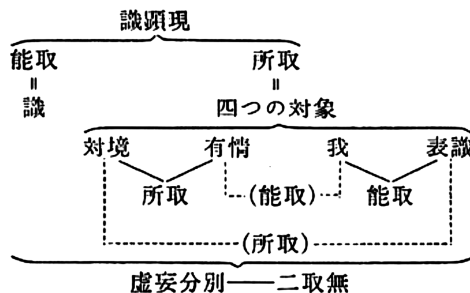 識顕現
能取 所取
= =
識 四つの対象
対境 有情 我 表識
所取 (能取) 能取
(所取)
虚妄分別——二取無